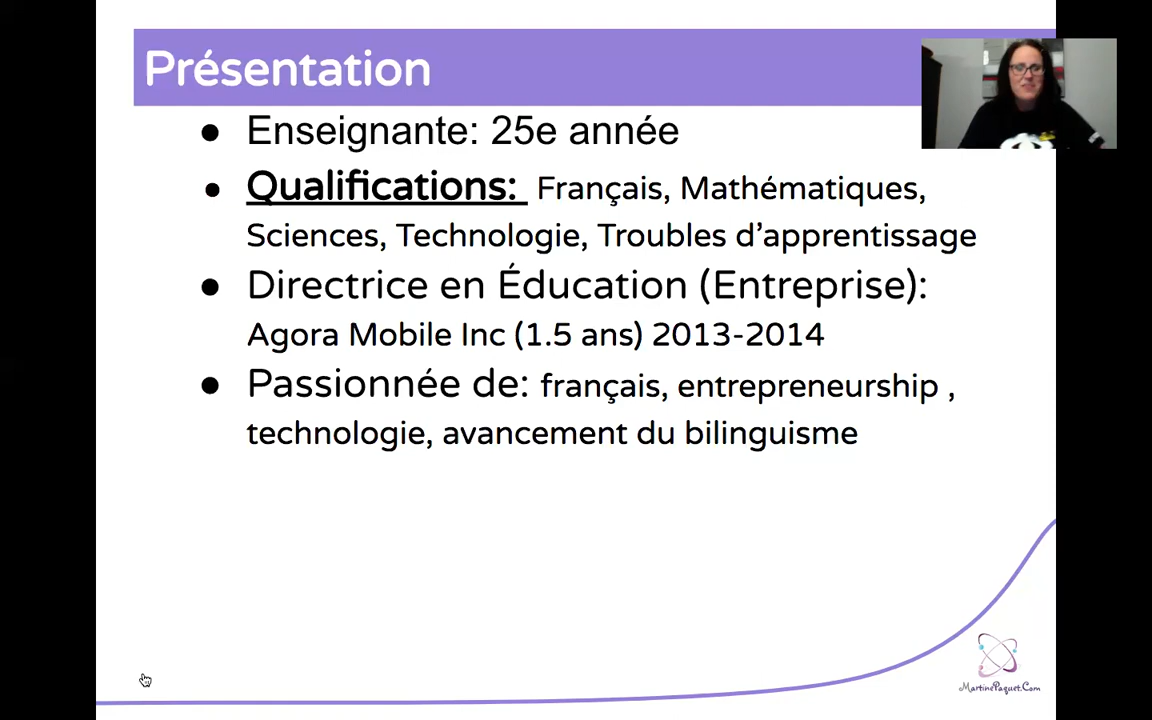 Présentation
● Enseignante: 25e année
● Qualifications: Français, Mathématiques,
Sciences, Technologie, Troubles d’apprentissage
● Directrice en Éducation (Entreprise):
Agora Mobile Inc (1.5 ans) 2013-2014
● Passionnée de: français, entrepreneurship ,
technologie, avancement du bilinguisme
MartinePaquet.Com